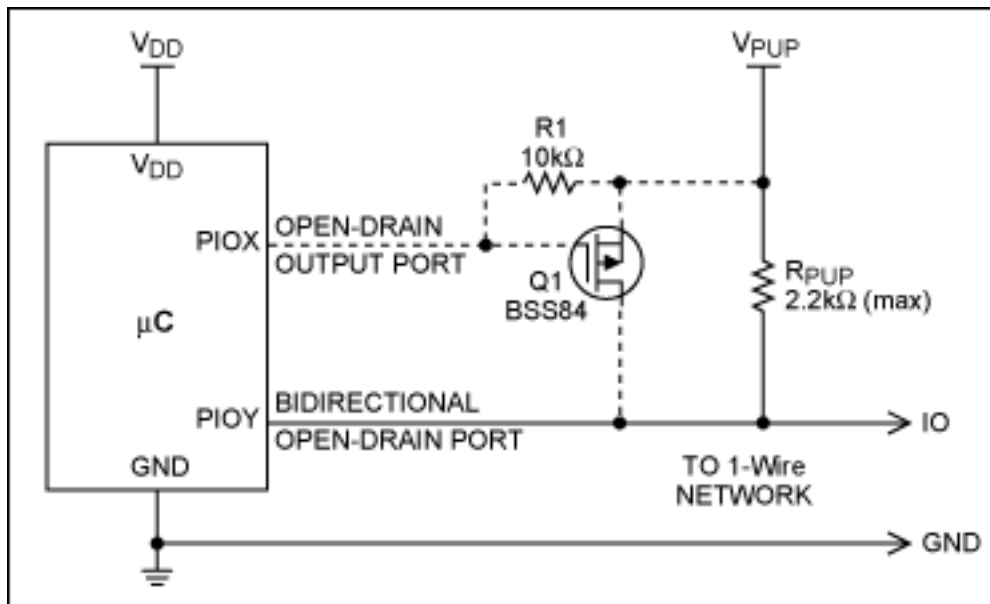 VDD
VPUP
VDD
R1
10kΩ
PIOX
OPEN-DRAIN
OUTPUT PORT
Q1
BSS84
RPUP
2.2kΩ (max)
μC
PIOY
BIDIRECTIONAL
OPEN-DRAIN PORT
IO
GND
TO 1-Wire
NETWORK
GND